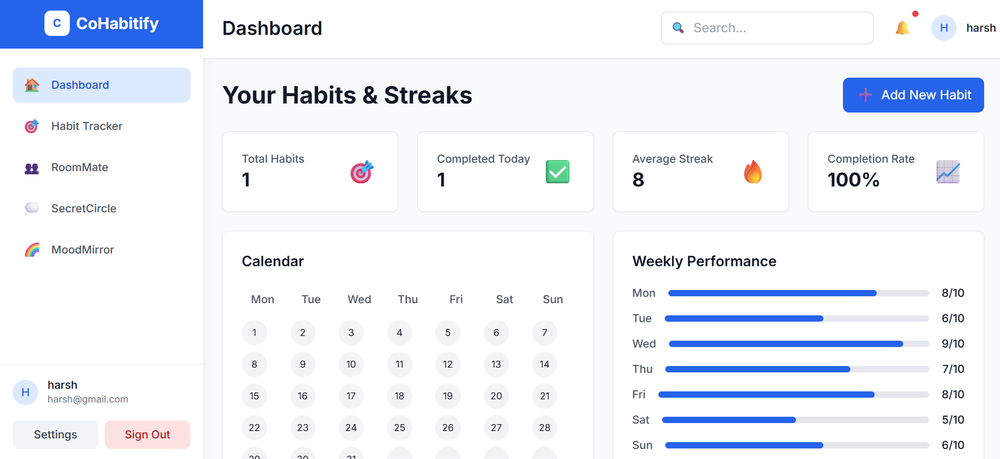 C CoHabitify
Dashboard
Habit Tracker
RoomMate
SecretCircle
MoodMirror
H harsh
harsh@gmail.com
Settings Sign Out
Dashboard
Search...
H harsh
Your Habits & Streaks
Add New Habit
Total Habits
1
Completed Today
1
Average Streak
8
Completion Rate
100%
Calendar
Mon Tue Wed Thu Fri Sat Sun
1 2 3 4 5 6 7
8 9 10 11 12 13 14
15 16 17 18 19 20 21
22 23 24 25 26 27 28
29 30 31
Weekly Performance
Mon 8/10
Tue 6/10
Wed 9/10
Thu 7/10
Fri 8/10
Sat 5/10
Sun 6/10